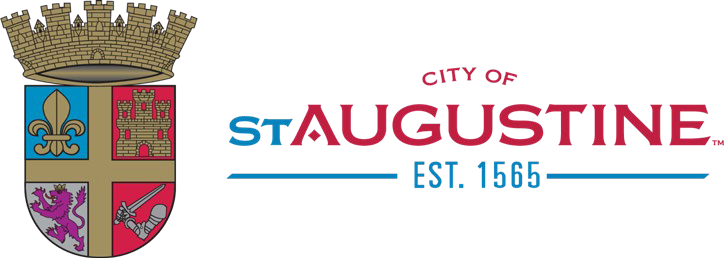 CITY OF
STAUGUSTINE™
EST. 1565